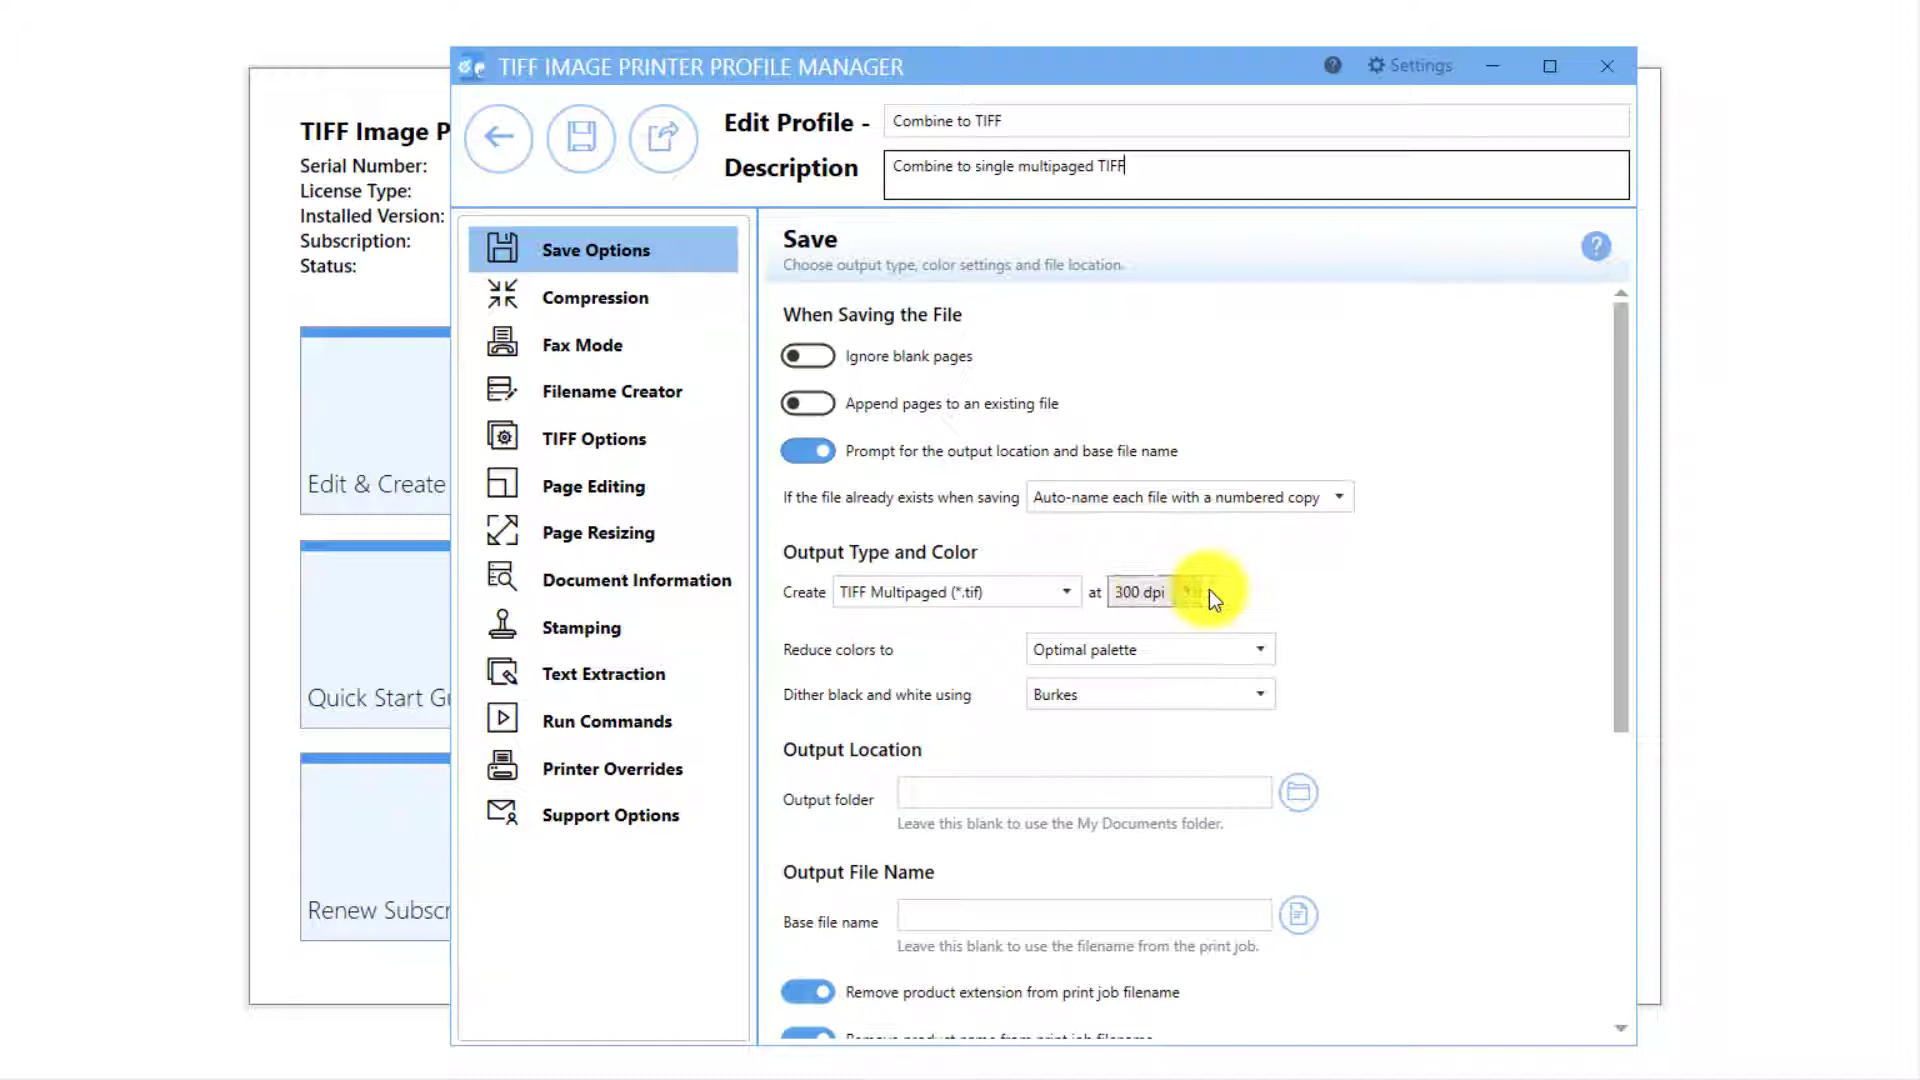 TIFF IMAGE PRINTER PROFILE MANAGER
Settings
Edit Profile -
Combine to TIFF
Description
Combine to single multipaged TIFF
TIFF Image P
Serial Number:
License Type:
Installed Version:
Subscription:
Status:
Edit & Create
Quick Start Gu
Renew Subscr
Save Options
Compression
Fax Mode
Filename Creator
TIFF Options
Page Editing
Page Resizing
Document Information
Stamping
Text Extraction
Run Commands
Printer Overrides
Support Options
Save
Choose output type, color settings and file location.
When Saving the File
Ignore blank pages
Append pages to an existing file
Prompt for the output location and base file name
If the file already exists when saving Auto-name each file with a numbered copy
Output Type and Color
Create TIFF Multipaged (*.tif) at 300 dpi
Reduce colors to Optimal palette
Dither black and white using Burkes
Output Location
Output folder
Leave this blank to use the My Documents folder.
Output File Name
Base file name
Leave this blank to use the filename from the print job.
Remove product extension from print job filename
Remove product name from print job filename